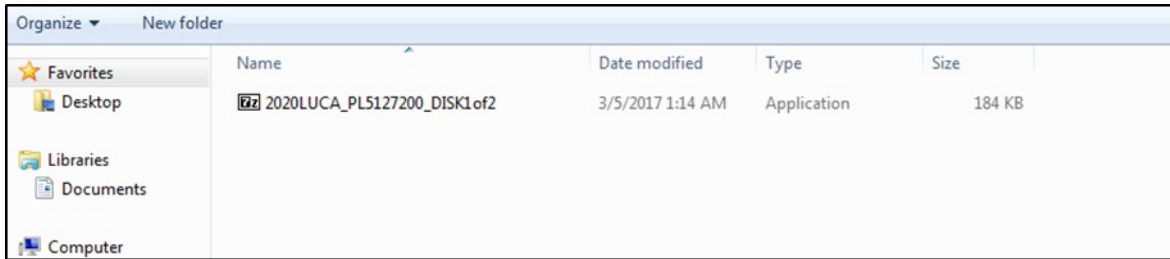 Organize New folder
Favorites
Desktop
Libraries
Documents
Computer
Name Date modified Type Size
2020LUCA_PL5127200_DISK1of2 3/5/2017 1:14 AM Application 184 KB